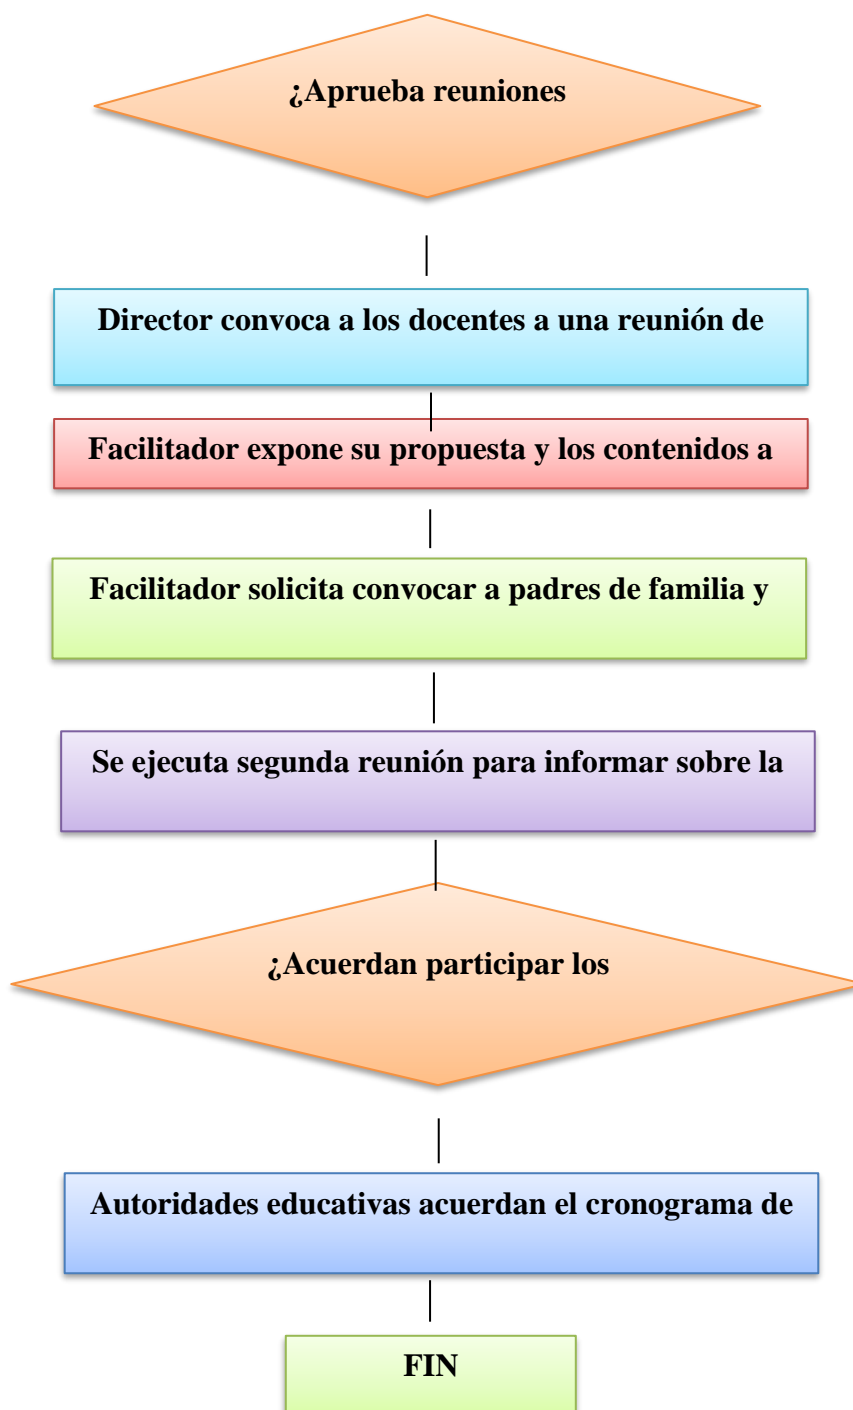 ¿Aprueba reuniones
Director convoca a los docentes a una reunión de
Facilitador expone su propuesta y los contenidos a
Facilitador solicita convocar a padres de familia y
Se ejecuta segunda reunión para informar sobre la
¿Acuerdan participar los
Autoridades educativas acuerdan el cronograma de
FIN